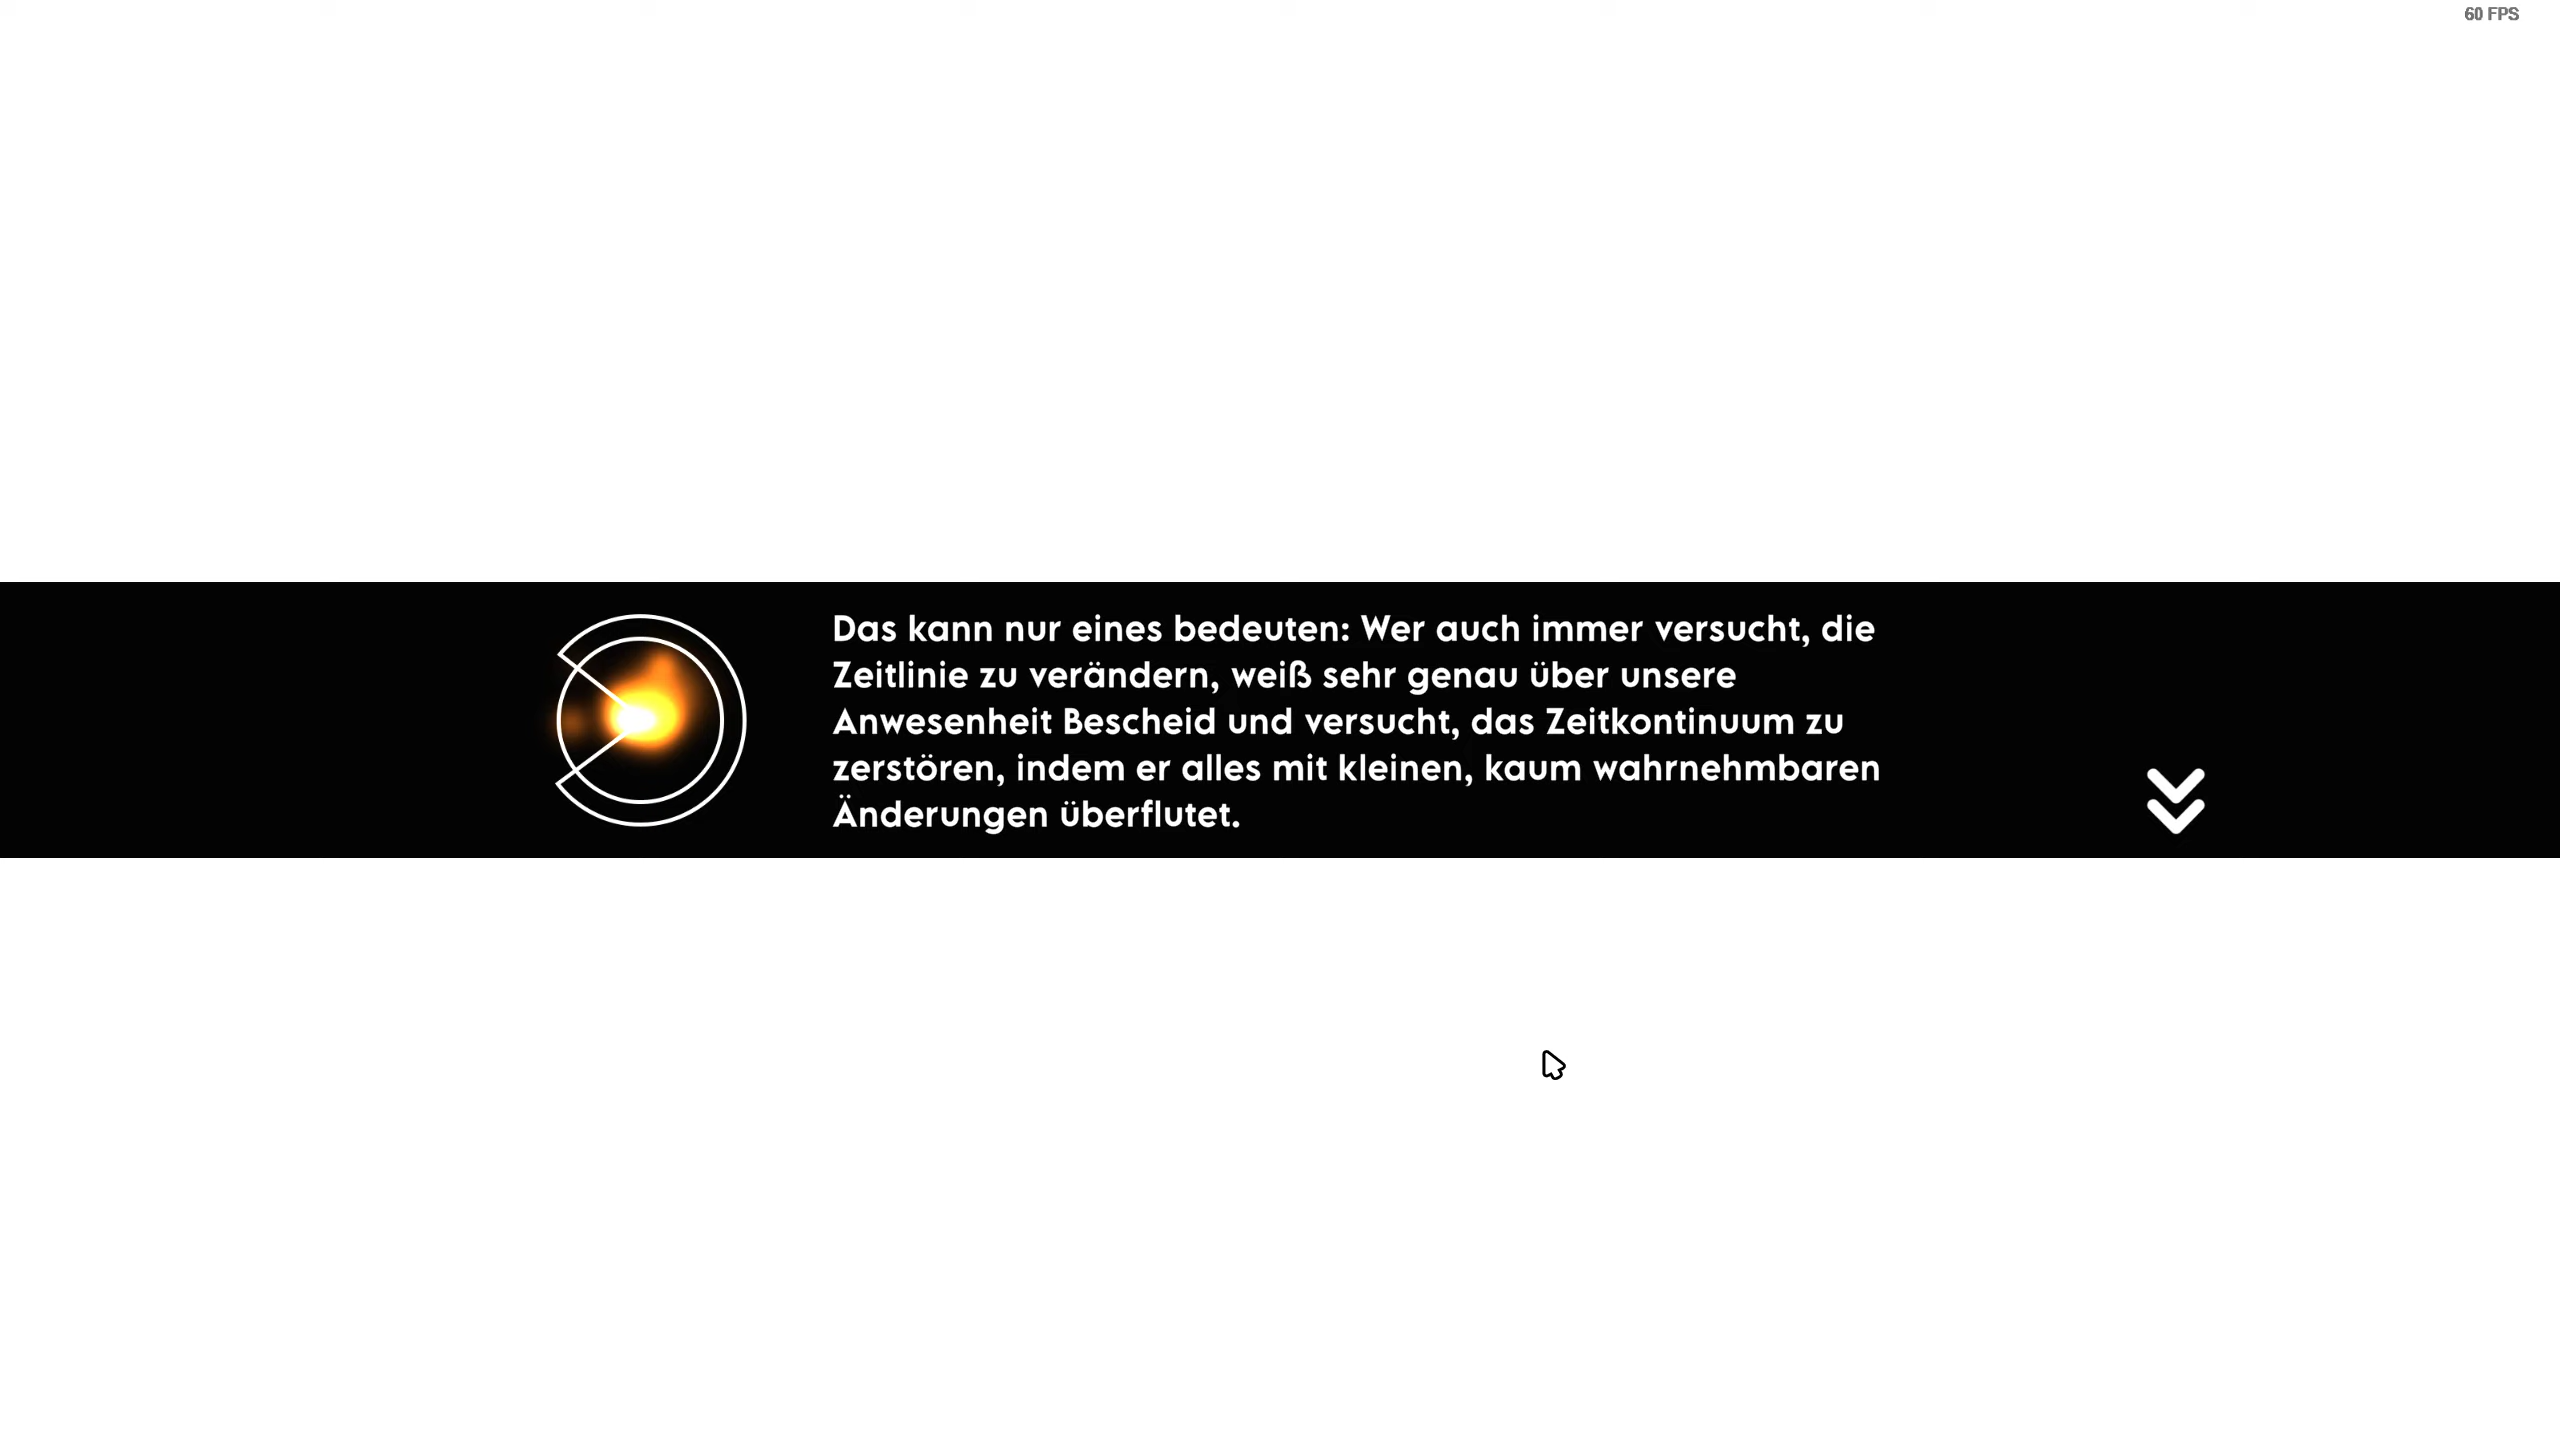 60 FPS
Das kann nur eines bedeuten: Wer auch immer versucht, die
Zeitlinie zu verändern, weiß sehr genau über unsere
Anwesenheit Bescheid und versucht, das Zeitkontinuum zu
zerstören, indem er alles mit kleinen, kaum wahrnehmbaren
Änderungen überflutet.